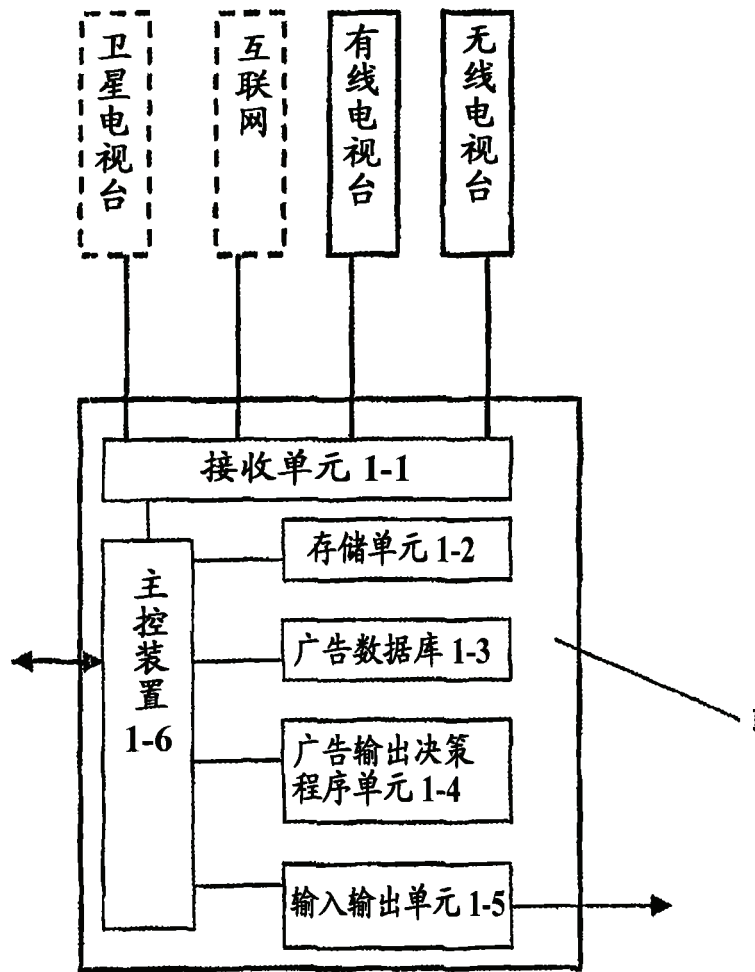 卫星电视台
互联网
有线电视台
无线电视台
接收单元 1-1
存储单元 1-2
主控装置
1-6
广告数据库 1-3
广告输出决策
程序单元 1-4
输入输出单元 1-5